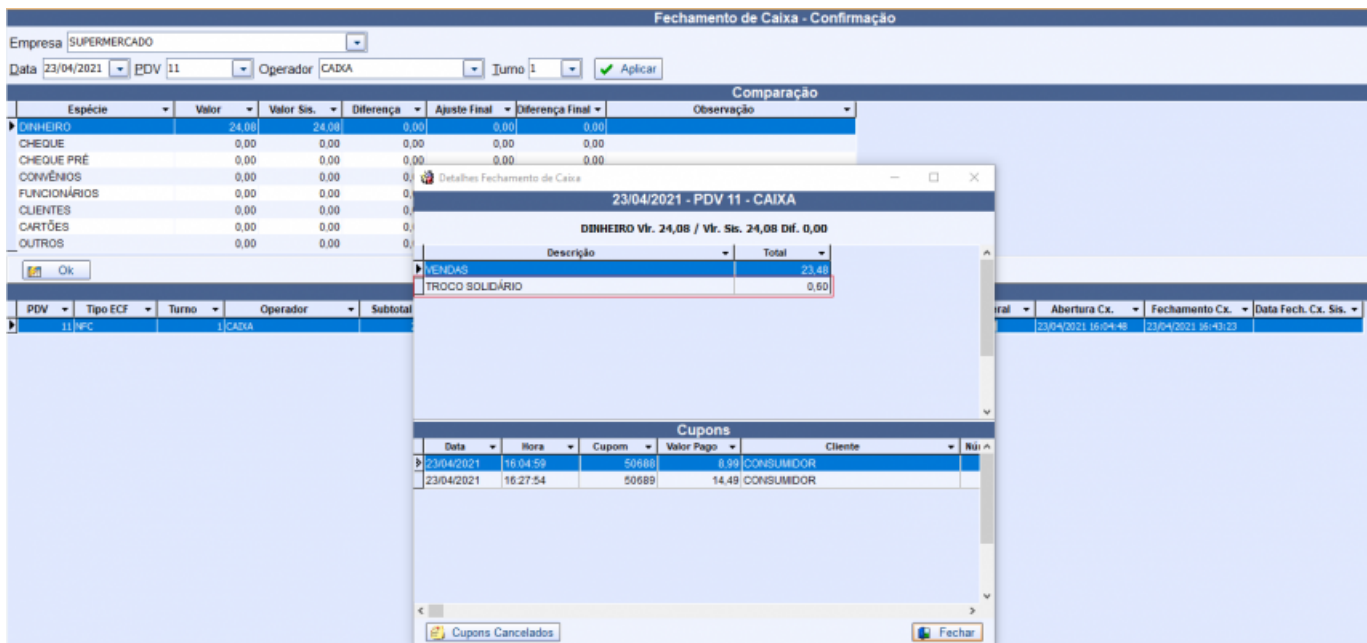 Fechamento de Caixa - Confirmação
Empresa SUPERMERCADO
Data 23/04/2021 PDV 11 Operador CAIXA Turno 1 Aplicar
Comparação
Espécie Valor Valor Sis. Diferença Ajuste Final Diferença Final Observação
DINHEIRO 24,08 24,08 0,00 0,00 0,00
CHEQUE 0,00 0,00 0,00 0,00 0,00
CHEQUE PRÉ 0,00 0,00 0,00 0,00 0,00
CONVÊNIOS 0,00 0,00
FUNCIONÁRIOS 0,00 0,00
CLIENTES 0,00 0,00
CARTÕES 0,00 0,00
OUTROS 0,00 0,00
Ok
PDV Tipo ECF Turno Operador Subtotal
Abertura Cx. Fechamento Cx. Data Fech. Cx. Sis.
11 NFC 1 CAIXA
23/04/2021 16:04:48 23/04/2021 16:43:23
Detalhes Fechamento de Caixa
23/04/2021 - PDV 11 - CAIXA
DINHEIRO Vlr. 24,08 / Vlr. Sis. 24,08 Dif. 0,00
Descrição Total
VENDAS 23,48
TROCO SOLIDÁRIO 0,60
Cupons
Data Hora Cupom Valor Pago Cliente
23/04/2021 16:04:59 50688 8,99 CONSUMIDOR
23/04/2021 16:27:54 50689 14,49 CONSUMIDOR
Cupons Cancelados Fechar